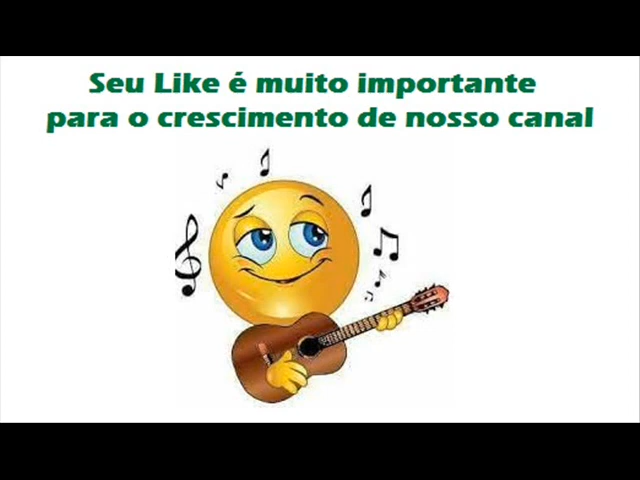 Seu Like é muito importante
para o crescimento de nosso canal